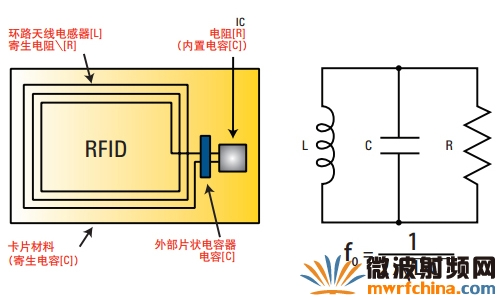 环路天线电感器[L]
寄生电阻\[R]
IC
电阻[R]
(内置电容[C])
RFID
卡片材料
(寄生电容[C])
外部片状电容器
电容[C]
L
C
R
f₀ = 1
微波射频网
mwrfchina.com